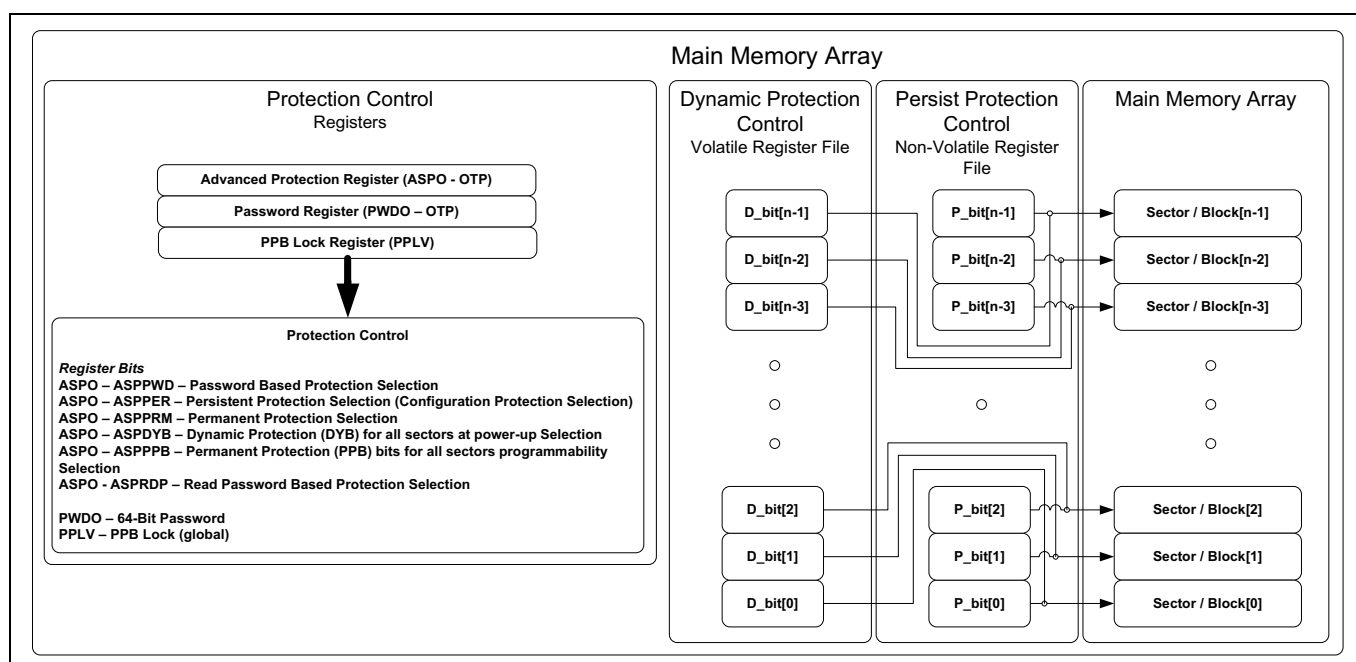 Main Memory Array
Protection Control
Registers
Advanced Protection Register (ASPO - OTP)
Password Register (PWDO – OTP)
PPB Lock Register (PPLV)
Protection Control
Register Bits
ASPO – ASPPWD – Password Based Protection Selection
ASPO – ASPPER – Persistent Protection Selection (Configuration Protection Selection)
ASPO – ASPPRM – Permanent Protection Selection
ASPO – ASPDYB – Dynamic Protection (DYB) for all sectors at power-up Selection
ASPO – ASPPPB – Permanent Protection (PPB) bits for all sectors programmability
Selection
ASPO - ASPRDP – Read Password Based Protection Selection
PWDO – 64-Bit Password
PPLV – PPB Lock (global)
Dynamic Protection
Control
Volatile Register File
D_bit[n-1]
D_bit[n-2]
D_bit[n-3]
D_bit[2]
D_bit[1]
D_bit[0]
Persist Protection
Control
Non-Volatile Register
File
P_bit[n-1]
P_bit[n-2]
P_bit[n-3]
P_bit[2]
P_bit[1]
P_bit[0]
Main Memory Array
Sector / Block[n-1]
Sector / Block[n-2]
Sector / Block[n-3]
Sector / Block[2]
Sector / Block[1]
Sector / Block[0]